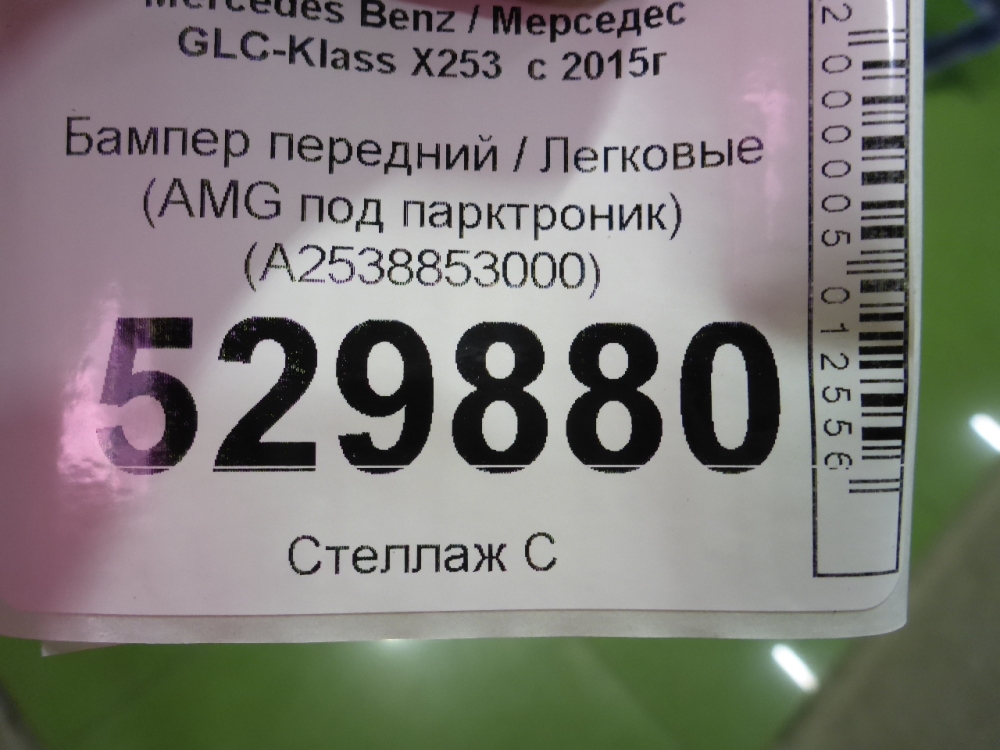 Mercedes Benz / Мерседес
GLC-Klass X253 с 2015г
Бампер передний / Легковые
(AMG под парктроник)
(A2538853000)
529880
Стеллаж С
2000005012556